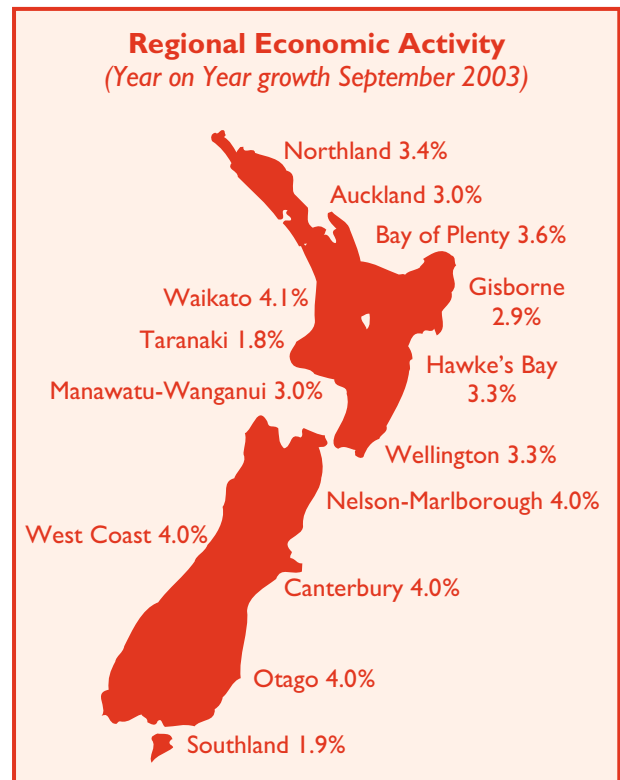 Regional Economic Activity
(Year on Year growth September 2003)
Northland 3.4%
Auckland 3.0%
Bay of Plenty 3.6%
Waikato 4.1%
Gisborne
2.9%
Taranaki 1.8%
Hawke’s Bay
3.3%
Manawatu-Wanganui 3.0%
Wellington 3.3%
Nelson-Marlborough 4.0%
West Coast 4.0%
Canterbury 4.0%
Otago 4.0%
Southland 1.9%